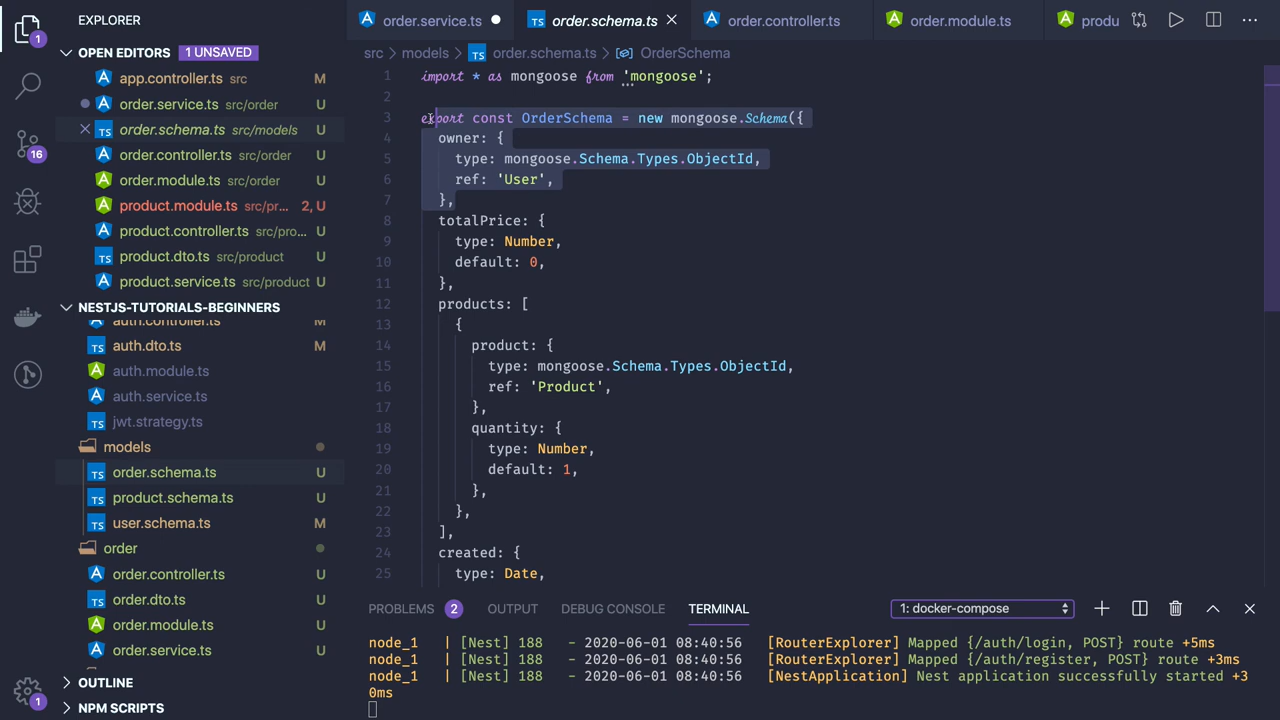 EXPLORER
OPEN EDITORS 1 UNSAVED
app.controller.ts src M
order.service.ts src/order U
order.schema.ts src/models U
order.controller.ts src/order U
order.module.ts src/order U
product.module.ts src/pr... 2, U
product.controller.ts src/pro... U
product.dto.ts src/product U
product.service.ts src/product U
NESTJS-TUTORIALS-BEGINNERS
auth.controller.ts M
auth.dto.ts M
auth.module.ts
auth.service.ts
jwt.strategy.ts
models
order.schema.ts U
product.schema.ts U
user.schema.ts M
order
order.controller.ts U
order.dto.ts U
order.module.ts U
order.service.ts U
OUTLINE
NPM SCRIPTS
1
16
1
order.service.ts order.schema.ts order.controller.ts order.module.ts produ
src > models > order.schema.ts > OrderSchema
1 import * as mongoose from 'mongoose';
2
3 export const OrderSchema = new mongoose.Schema({
4 owner: {
5 type: mongoose.Schema.Types.ObjectId,
6 ref: 'User',
7 },
8 totalPrice: {
9 type: Number,
10 default: 0,
11 },
12 products: [
13 {
14 product: {
15 type: mongoose.Schema.Types.ObjectId,
16 ref: 'Product',
17 },
18 quantity: {
19 type: Number,
20 default: 1,
21 },
22 },
23 ],
24 created: {
25 type: Date,
PROBLEMS 2 OUTPUT DEBUG CONSOLE TERMINAL 1: docker-compose
node_1 | [Nest] 188 - 2020-06-01 08:40:56 [RouterExplorer] Mapped {/auth/login, POST} route +5ms
node_1 | [Nest] 188 - 2020-06-01 08:40:56 [RouterExplorer] Mapped {/auth/register, POST} route +3ms
node_1 | [Nest] 188 - 2020-06-01 08:40:56 [NestApplication] Nest application successfully started +3
0ms